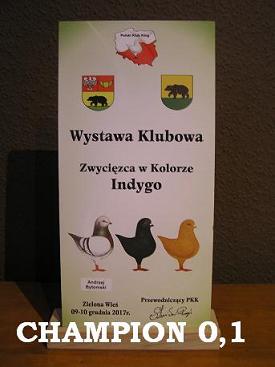 Polski Klub King
Wystawa Klubowa
Zwycięzca w Kolorze
Indygo
Andrzej
Bytomski
Zielona Wieś
09-10 grudnia 2017r.
Przewodniczący PKK
CHAMPION 0,1